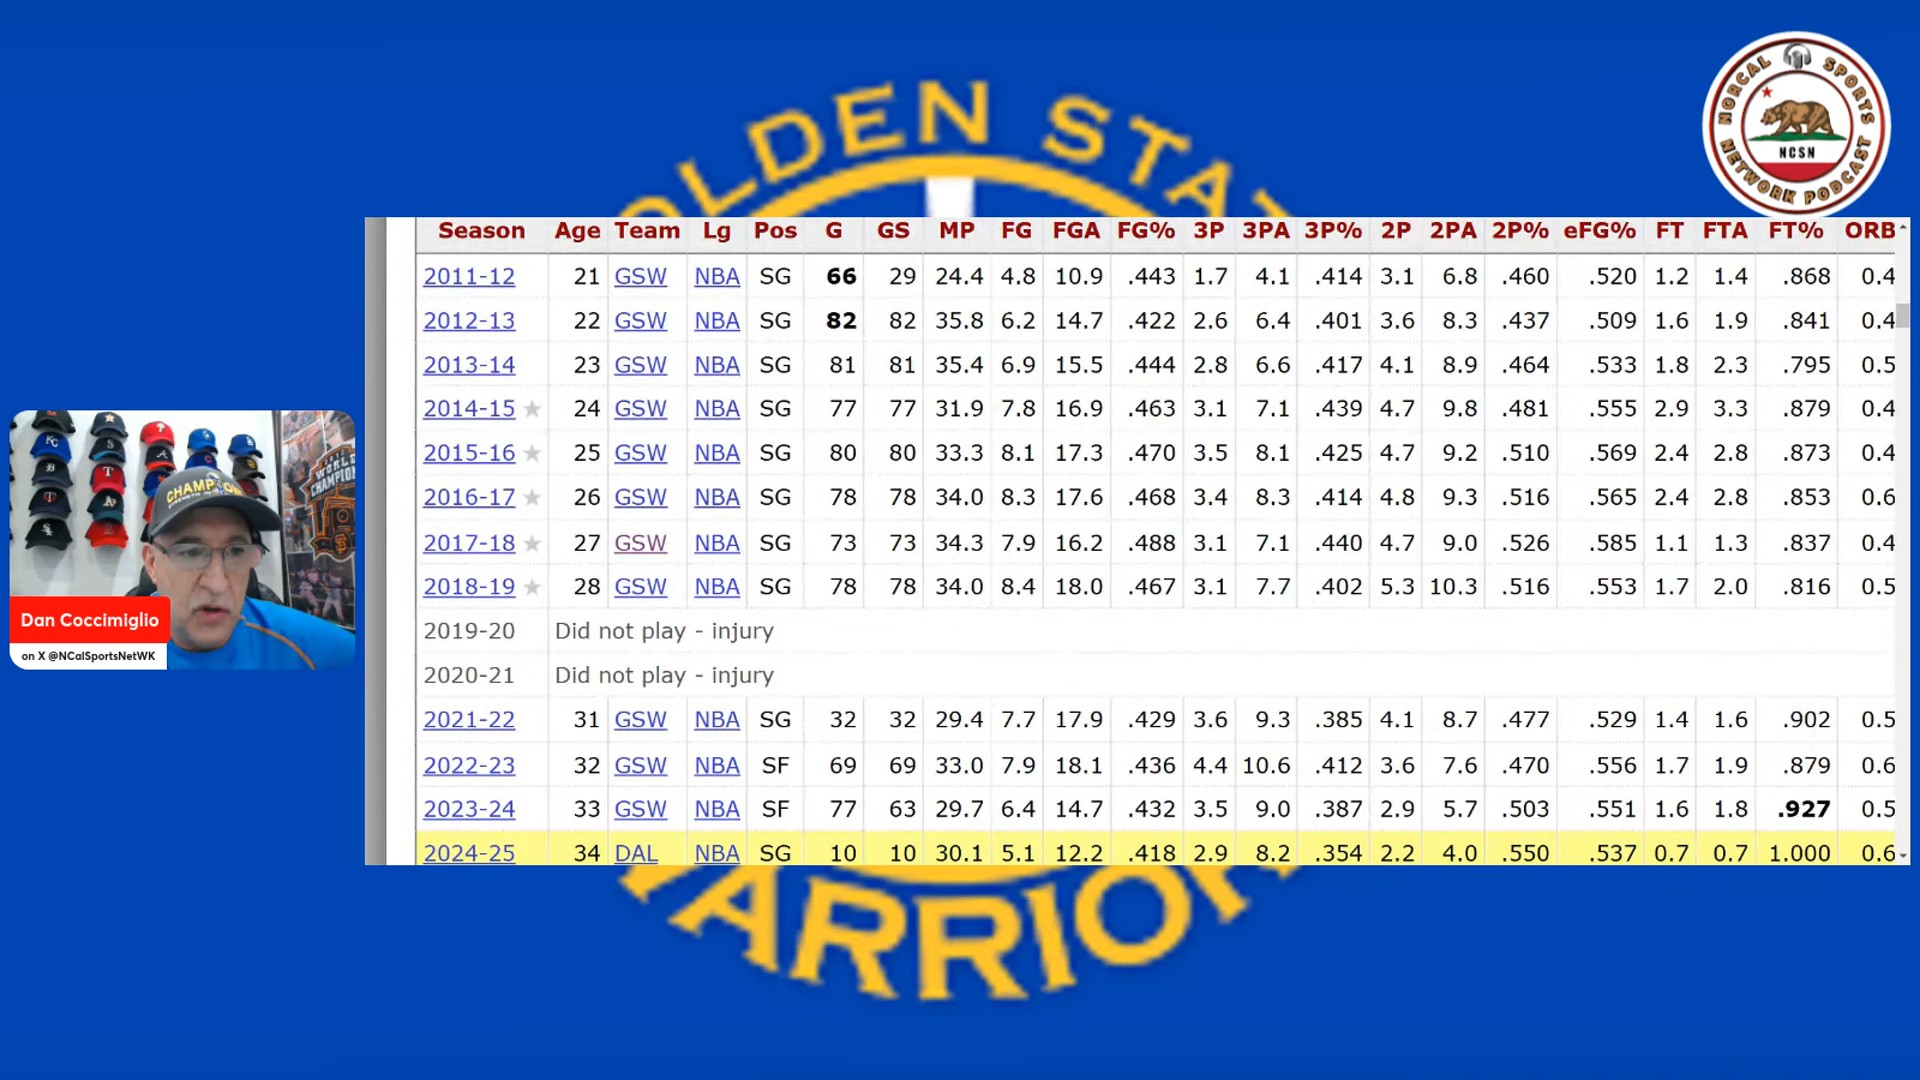 GOLDEN STATE
NORCAL SPORTS
NETWORK PODCAST
NCSN
Season Age Team Lg Pos G GS MP FG FGA FG% 3P 3PA 3P% 2P 2PA 2P% eFG% FT FTA FT% ORB
2011-12 21 GSW NBA SG 66 29 24.4 4.8 10.9 .443 1.7 4.1 .414 3.1 6.8 .460 .520 1.2 1.4 .868 0.4
2012-13 22 GSW NBA SG 82 82 35.8 6.2 14.7 .422 2.6 6.4 .401 3.6 8.3 .437 .509 1.6 1.9 .841 0.4
2013-14 23 GSW NBA SG 81 81 35.4 6.9 15.5 .444 2.8 6.6 .417 4.1 8.9 .464 .533 1.8 2.3 .795 0.5
2014-15 ★ 24 GSW NBA SG 77 77 31.9 7.8 16.9 .463 3.1 7.1 .439 4.7 9.8 .481 .555 2.9 3.3 .879 0.4
2015-16 ★ 25 GSW NBA SG 80 80 33.3 8.1 17.3 .470 3.5 8.1 .425 4.7 9.2 .510 .569 2.4 2.8 .873 0.4
2016-17 ★ 26 GSW NBA SG 78 78 34.0 8.3 17.6 .468 3.4 8.3 .414 4.8 9.3 .516 .565 2.4 2.8 .853 0.6
2017-18 ★ 27 GSW NBA SG 73 73 34.3 7.9 16.2 .488 3.1 7.1 .440 4.7 9.0 .526 .585 1.1 1.3 .837 0.4
2018-19 ★ 28 GSW NBA SG 78 78 34.0 8.4 18.0 .467 3.1 7.7 .402 5.3 10.3 .516 .553 1.7 2.0 .816 0.5
2019-20 Did not play - injury
2020-21 Did not play - injury
2021-22 31 GSW NBA SG 32 32 29.4 7.7 17.9 .429 3.6 9.3 .385 4.1 8.7 .477 .529 1.4 1.6 .902 0.5
2022-23 32 GSW NBA SF 69 69 33.0 7.9 18.1 .436 4.4 10.6 .412 3.6 7.6 .470 .556 1.7 1.9 .879 0.6
2023-24 33 GSW NBA SF 77 63 29.7 6.4 14.7 .432 3.5 9.0 .387 2.9 5.7 .503 .551 1.6 1.8 .927 0.5
2024-25 34 DAL NBA SG 10 10 30.1 5.1 12.2 .418 2.9 8.2 .354 2.2 4.0 .550 .537 0.7 0.7 1.000 0.6
CHAMPIONS
WORLD
CHAMPION
Dan Coccimiglio
on X @NCalSportsNetWK
WARRIORS